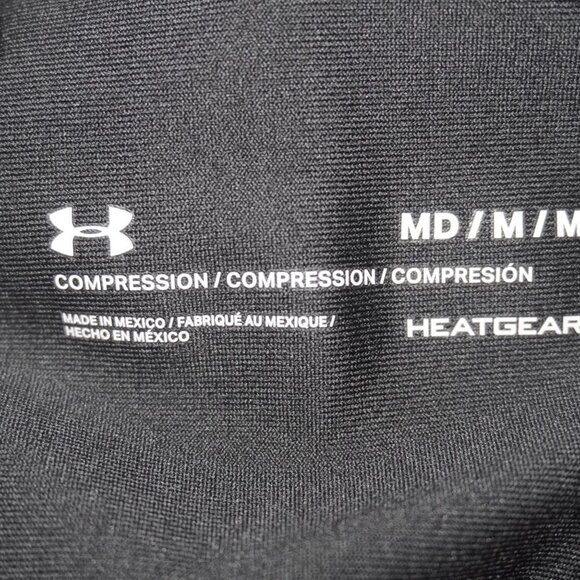 MD / M / M
COMPRESSION / COMPRESSION / COMPRESIÓN
MADE IN MEXICO / FABRIQUÉ AU MEXIQUE /
HECHO EN MÉXICO
HEATGEAR